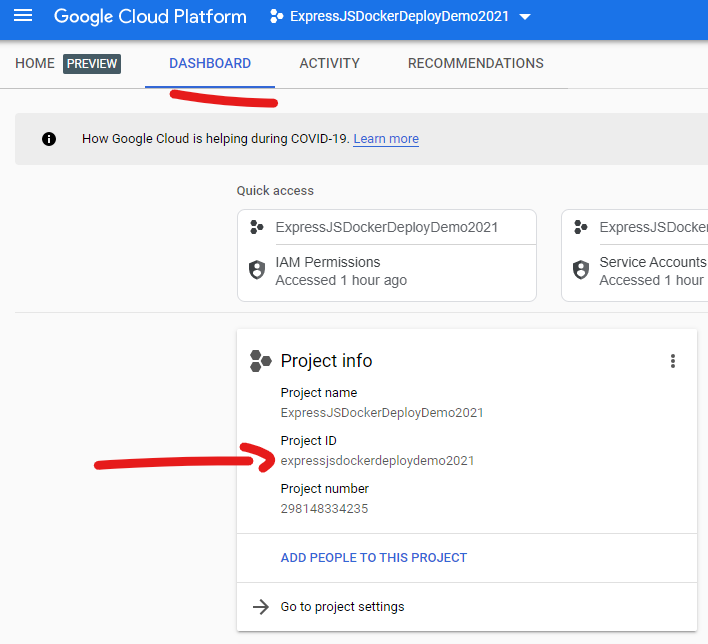 Google Cloud Platform ExpressJSDockerDeployDemo2021
HOME PREVIEW DASHBOARD ACTIVITY RECOMMENDATIONS
How Google Cloud is helping during COVID-19. Learn more
Quick access
ExpressJSDockerDeployDemo2021
IAM Permissions
Accessed 1 hour ago
ExpressJSDocker
Service Accounts
Accessed 1 hour
Project info
Project name
ExpressJSDockerDeployDemo2021
Project ID
expressjsdockerdeploydemo2021
Project number
298148334235
ADD PEOPLE TO THIS PROJECT
Go to project settings